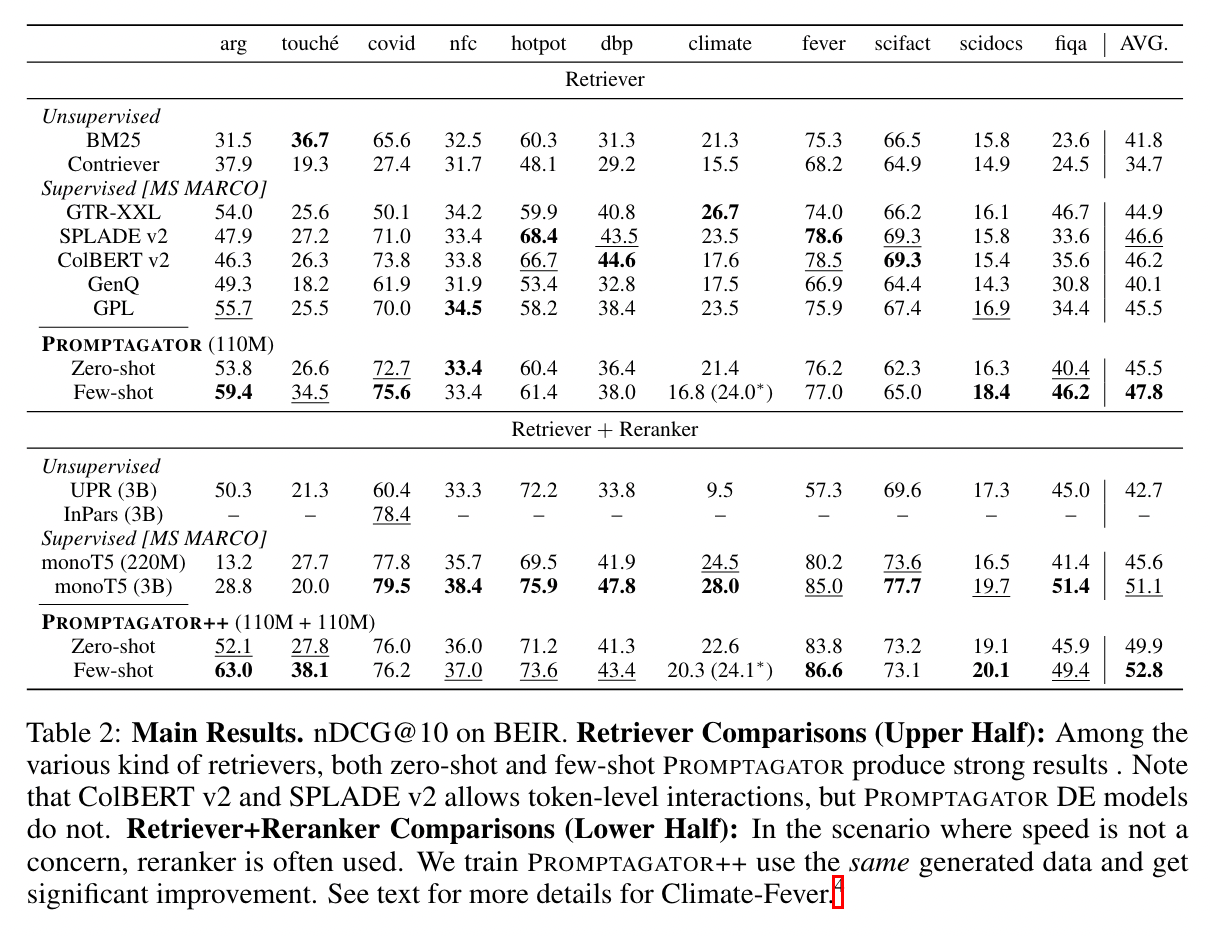 arg touché covid nfc hotpot dbp climate fever scifact scidocs fiqa AVG.
Retriever
Unsupervised
BM25 31.5 36.7 65.6 32.5 60.3 31.3 21.3 75.3 66.5 15.8 23.6 41.8
Contriever 37.9 19.3 27.4 31.7 48.1 29.2 15.5 68.2 64.9 14.9 24.5 34.7
Supervised [MS MARCO]
GTR-XXL 54.0 25.6 50.1 34.2 59.9 40.8 26.7 74.0 66.2 16.1 46.7 44.9
SPLADE v2 47.9 27.2 71.0 33.4 68.4 43.5 23.5 78.6 69.3 15.8 33.6 46.6
ColBERT v2 46.3 26.3 73.8 33.8 66.7 44.6 17.6 78.5 69.3 15.4 35.6 46.2
GenQ 49.3 18.2 61.9 31.9 53.4 32.8 17.5 66.9 64.4 14.3 30.8 40.1
GPL 55.7 25.5 70.0 34.5 58.2 38.4 23.5 75.9 67.4 16.9 34.4 45.5
PROMPTAGATOR (110M)
Zero-shot 53.8 26.6 72.7 33.4 60.4 36.4 21.4 76.2 62.3 16.3 40.4 45.5
Few-shot 59.4 34.5 75.6 33.4 61.4 38.0 16.8 (24.0*) 77.0 65.0 18.4 46.2 47.8
Retriever + Reranker
Unsupervised
UPR (3B) 50.3 21.3 60.4 33.3 72.2 33.8 9.5 57.3 69.6 17.3 45.0 42.7
InPars (3B) – – 78.4 – – – – – – – – –
Supervised [MS MARCO]
monoT5 (220M) 13.2 27.7 77.8 35.7 69.5 41.9 24.5 80.2 73.6 16.5 41.4 45.6
monoT5 (3B) 28.8 20.0 79.5 38.4 75.9 47.8 28.0 85.0 77.7 19.7 51.4 51.1
PROMPTAGATOR++ (110M + 110M)
Zero-shot 52.1 27.8 76.0 36.0 71.2 41.3 22.6 83.8 73.2 19.1 45.9 49.9
Few-shot 63.0 38.1 76.2 37.0 73.6 43.4 20.3 (24.1*) 86.6 73.1 20.1 49.4 52.8
Table 2: Main Results. nDCG@10 on BEIR. Retriever Comparisons (Upper Half): Among the
various kind of retrievers, both zero-shot and few-shot PROMPTAGATOR produce strong results . Note
that ColBERT v2 and SPLADE v2 allows token-level interactions, but PROMPTAGATOR DE models
do not. Retriever+Reranker Comparisons (Lower Half): In the scenario where speed is not a
concern, reranker is often used. We train PROMPTAGATOR++ use the same generated data and get
significant improvement. See text for more details for Climate-Fever.4